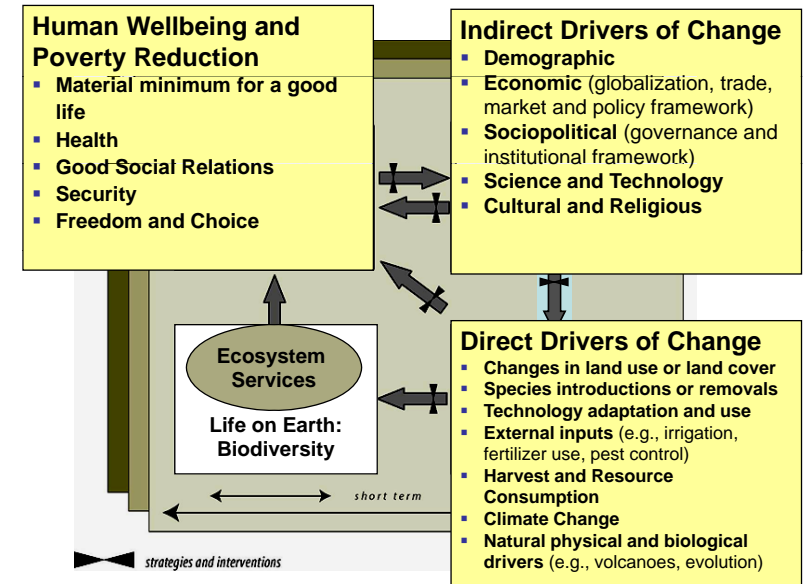 Human Wellbeing and
Poverty Reduction
▪ Material minimum for a good
life
▪ Health
▪ Good Social Relations
▪ Security
▪ Freedom and Choice
Indirect Drivers of Change
▪ Demographic
▪ Economic (globalization, trade,
market and policy framework)
▪ Sociopolitical (governance and
institutional framework)
▪ Science and Technology
▪ Cultural and Religious
Ecosystem
Services
Life on Earth:
Biodiversity
Direct Drivers of Change
▪ Changes in land use or land cover
▪ Species introductions or removals
▪ Technology adaptation and use
▪ External inputs (e.g., irrigation,
fertilizer use, pest control)
▪ Harvest and Resource
Consumption
▪ Climate Change
▪ Natural physical and biological
drivers (e.g., volcanoes, evolution)
short term
strategies and interventions